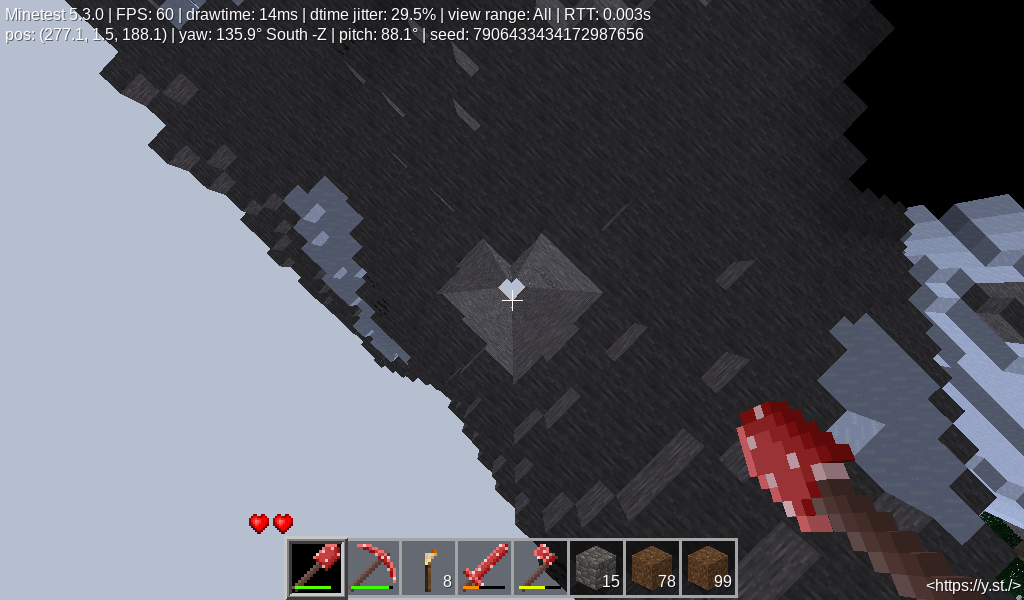 Minetest 5.3.0 | FPS: 60 | drawtime: 14ms | dtime jitter: 29.5% | view range: All | RTT: 0.003s
pos: (277.1, 1.5, 188.1) | yaw: 135.9° South -Z | pitch: 88.1° | seed: 7906433434172987656
8 15 78 99
<https://y.st./>